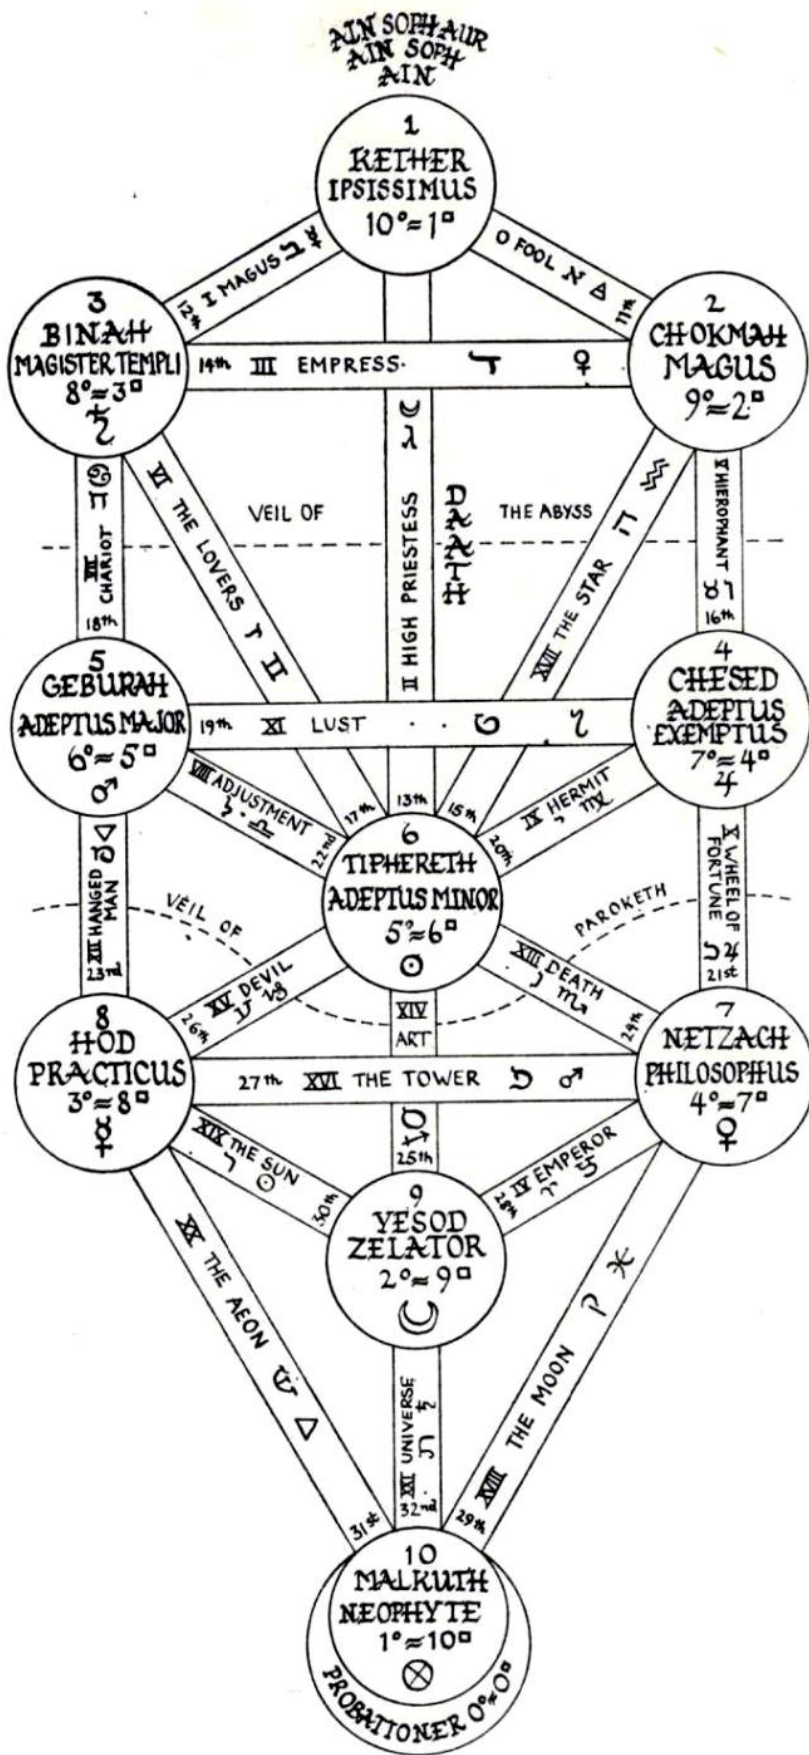 AIN SOPH AUR
AIN SOPH
AIN
1
KETHER
IPSISSIMUS
10°=1□
12th I MAGUS ב ☿
0 FOOL א 🜁 11th
3
BINAH
MAGISTER TEMPLI
8°=3□
♄
2
CHOKMAH
MAGUS
9°=2□
14th III EMPRESS ד ♀
VI THE LOVERS ז ♊ 17th
II HIGH PRIESTESS ג ☽ 13th
DAATH
XVII THE STAR ה ♒ 15th
CHARIOT ח ♋ 18th
V HIEROPHANT ו ♉ 16th
VEIL OF THE ABYSS
5
GEBURAH
ADEPTUS MAJOR
6°=5□
♂
4
CHESED
ADEPTUS
EXEMPTUS
7°=4□
♃
19th XI LUST ט ♌
VIII ADJUSTMENT ל ♎ 22nd
IX HERMIT י ♍ 20th
6
TIPHERETH
ADEPTUS MINOR
5°=6□
☉
XII HANGED
MAN
מ 🜄 23rd
X WHEEL OF
FORTUNE
כ ♃ 21st
VEIL OF PAROKETH
26th XV DEVIL
ע ♑
XIII DEATH
נ ♏ 24th
XIV
ART
ס ♐
25th
8
HOD
PRACTICUS
3°=8□
☿
7
NETZACH
PHILOSOPHUS
4°=7□
♀
27th XVI THE TOWER פ ♂
XIX THE SUN
ר ☉ 30th
28th IV EMPEROR
♈ צ
9
YESOD
ZELATOR
2°=9□
☾
XX THE AEON ש 🜂 31st
XXI UNIVERSE ת ♄
32nd
29th XVIII THE MOON ק ♓
10
MALKUTH
NEOPHYTE
1°=10□
⊗
PROBATIONER 0°=0□